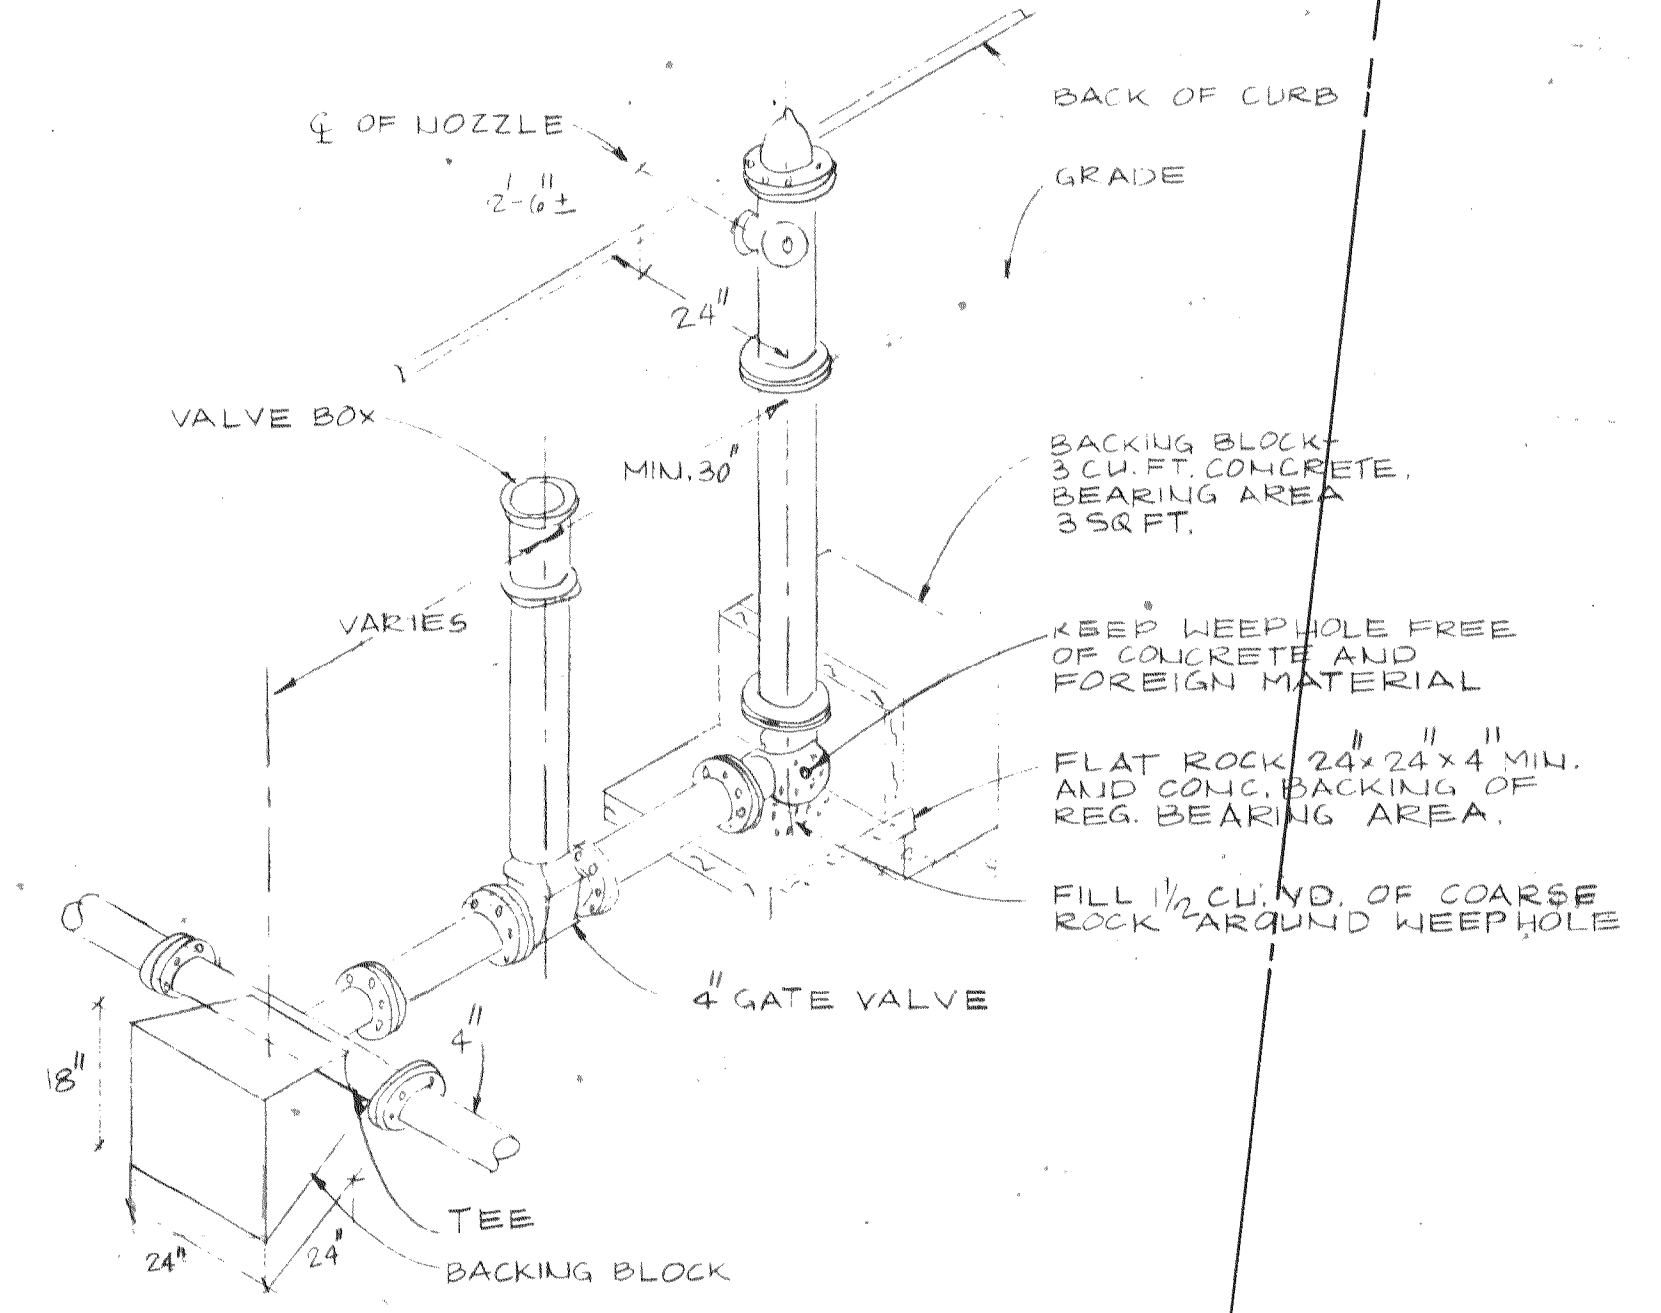 BACK OF CURB
℄ OF NOZZLE
2'-6"±
GRADE
24"
VALVE BOX
MIN. 30"
BACKING BLOCK-
3 CU. FT. CONCRETE.
BEARING AREA
3 SQ FT.
VARIES
KEEP WEEPHOLE FREE
OF CONCRETE AND
FOREIGN MATERIAL
FLAT ROCK 24"x24"x4" MIN.
AND CONC. BACKING OF
REG. BEARING AREA.
FILL 1 1/2 CU. YD. OF COARSE
ROCK AROUND WEEPHOLE
4" GATE VALVE
4"
18"
TEE
24"
24"
BACKING BLOCK